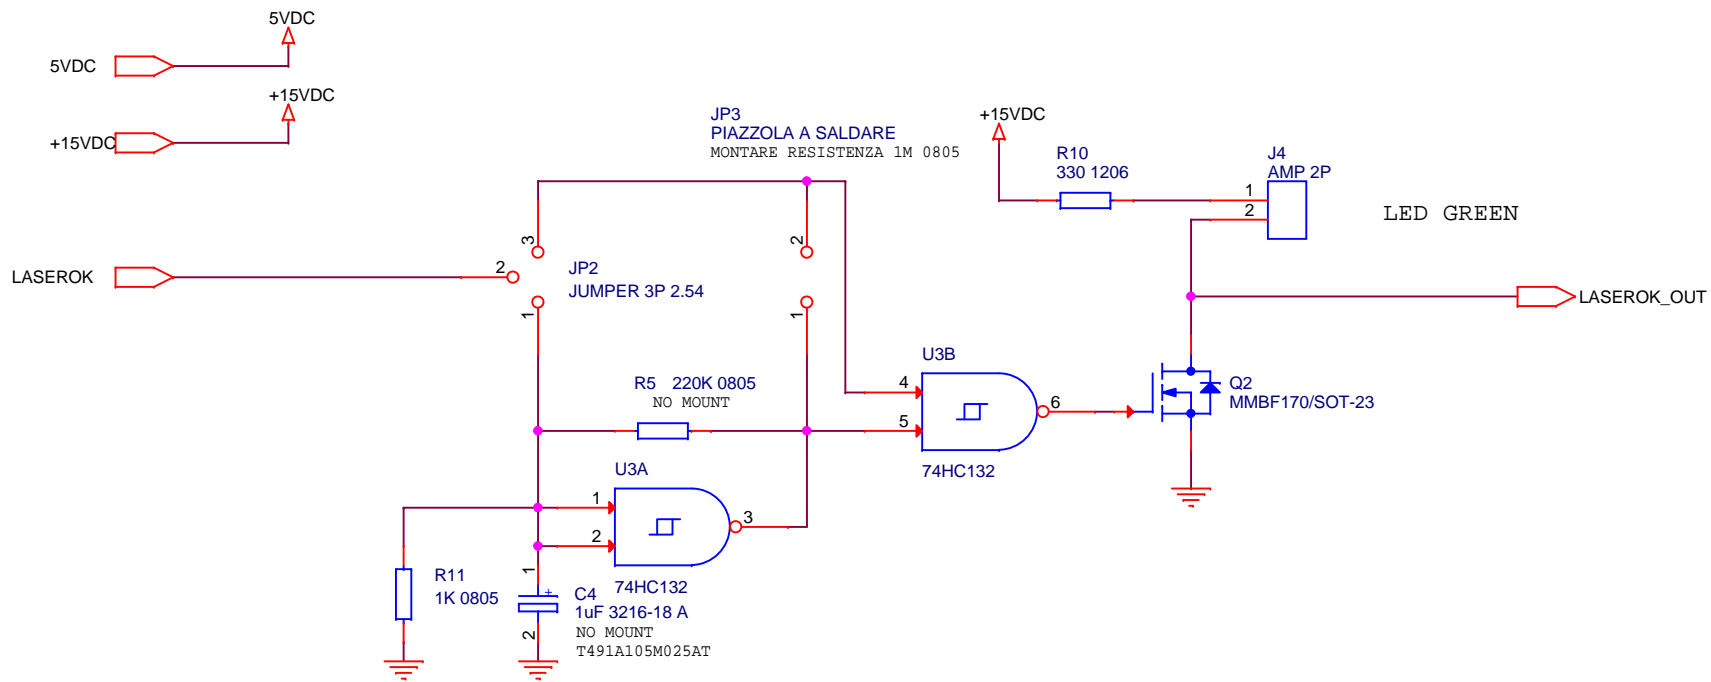 5VDC
5VDC
+15VDC
+15VDC
JP3
PIAZZOLA A SALDARE
MONTARE RESISTENZA 1M 0805
+15VDC
R10
330 1206
J4
AMP 2P
1
2
LED GREEN
3
2
LASEROK
2
JP2
JUMPER 3P 2.54
1
1
LASEROK_OUT
U3B
R5 220K 0805
NO MOUNT
4
5
6
Q2
MMBF170/SOT-23
74HC132
U3A
1
2
3
74HC132
R11
1K 0805
1
+
2
C4
1uF 3216-18 A
NO MOUNT
T491A105M025AT